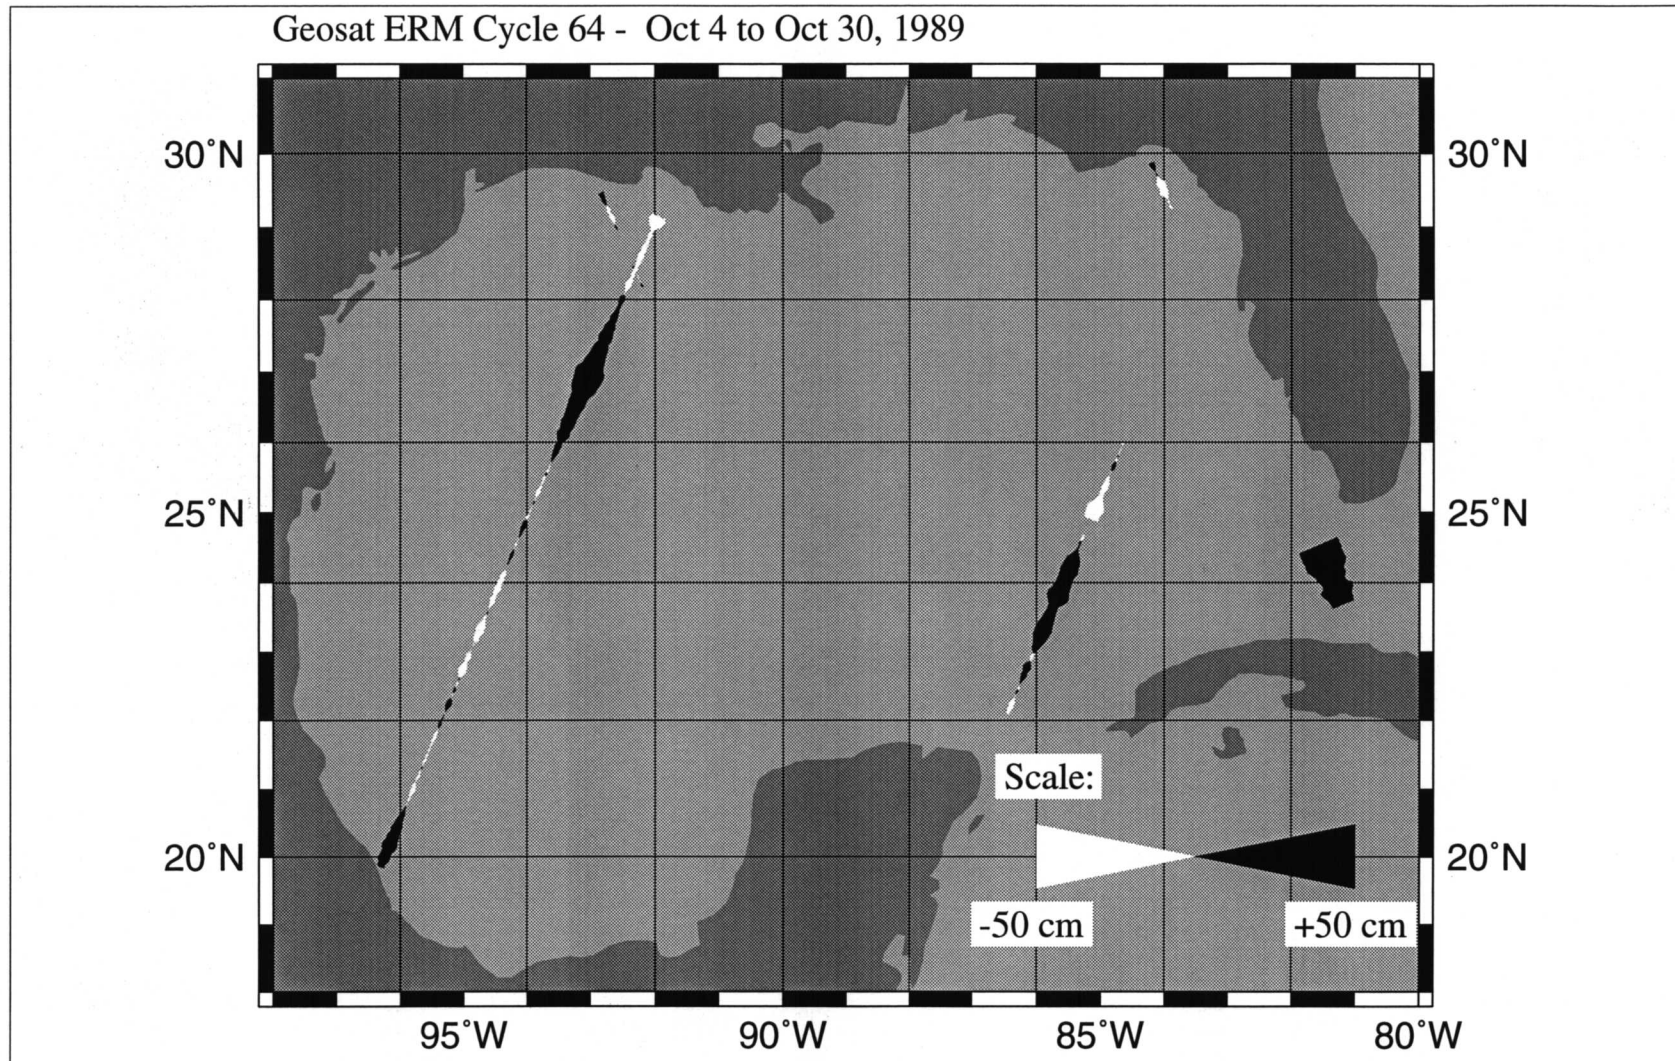 Geosat ERM Cycle 64 - Oct 4 to Oct 30, 1989
30˚N 30˚N
25˚N 25˚N
Scale:
20˚N 20˚N
-50 cm +50 cm
95˚W 90˚W 85˚W 80˚W